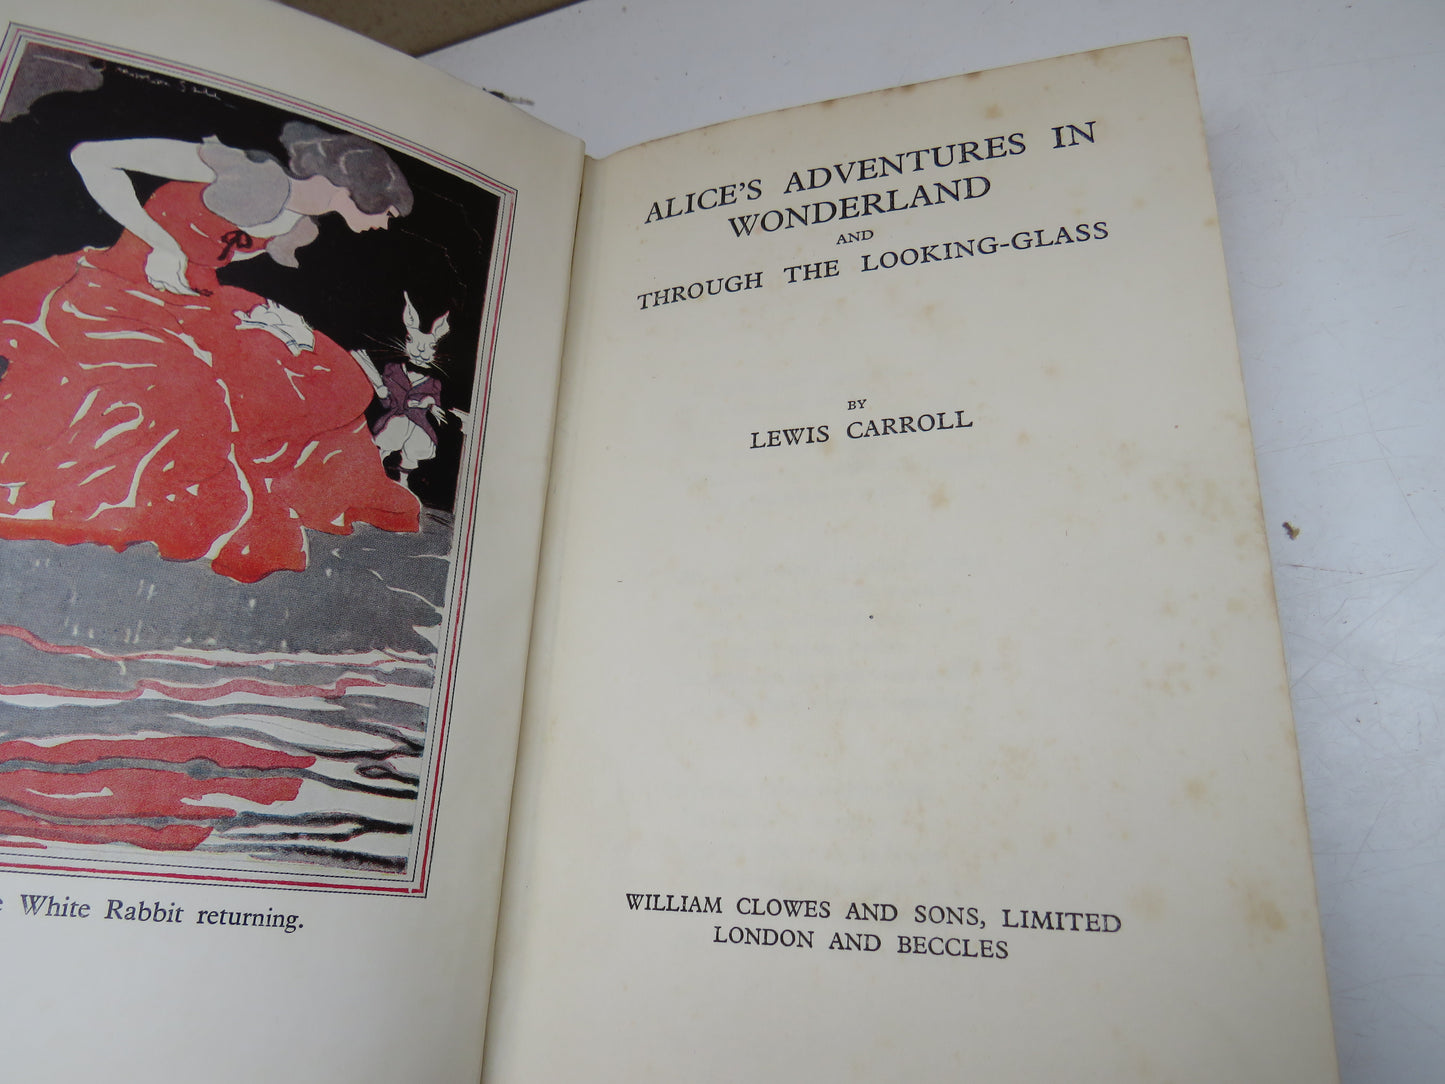 White Rabbit returning.
ALICE'S ADVENTURES IN
WONDERLAND
AND
THROUGH THE LOOKING-GLASS
BY
LEWIS CARROLL
WILLIAM CLOWES AND SONS, LIMITED
LONDON AND BECCLES